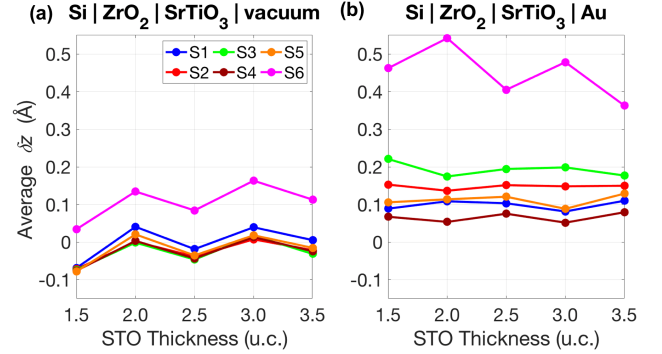 (a) Si | ZrO₂ | SrTiO₃ | vacuum
(b) Si | ZrO₂ | SrTiO₃ | Au
S1 S3 S5
S2 S4 S6
Average δz (Å)
0.5
0.4
0.3
0.2
0.1
0
-0.1
1.5 2.0 2.5 3.0 3.5
STO Thickness (u.c.)
0.5
0.4
0.3
0.2
0.1
0
-0.1
1.5 2.0 2.5 3.0 3.5
STO Thickness (u.c.)